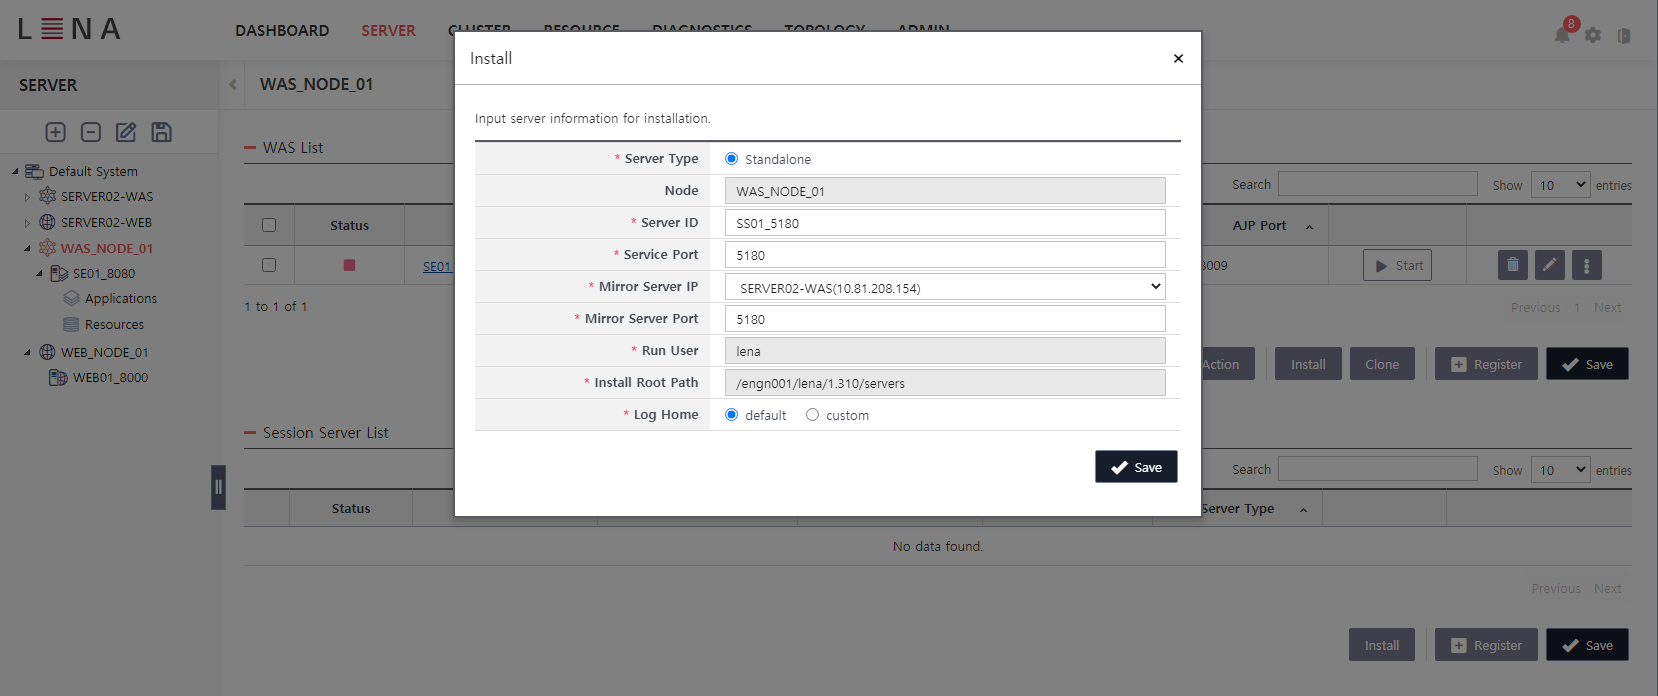 LENA
DASHBOARD SERVER CLUSTER RESOURCE DIAGNOSTICS TOPOLOGY ADMIN 8
SERVER
WAS_NODE_01
Default System
SERVER02-WAS
SERVER02-WEB
WAS_NODE_01
SE01_8080
Applications
Resources
WEB_NODE_01
WEB01_8000
WAS List
Search Show 10 entries
Status AJP Port
SE01_ 8009 Start
1 to 1 of 1 Previous 1 Next
Action Install Clone Register Save
Session Server List
Search Show 10 entries
Status Server Type
No data found.
Previous Next
Install Register Save
Install
Input server information for installation.
* Server Type Standalone
Node WAS_NODE_01
* Server ID SS01_5180
* Service Port 5180
* Mirror Server IP SERVER02-WAS(10.81.208.154)
* Mirror Server Port 5180
* Run User lena
* Install Root Path /engn001/lena/1.310/servers
* Log Home default custom
Save